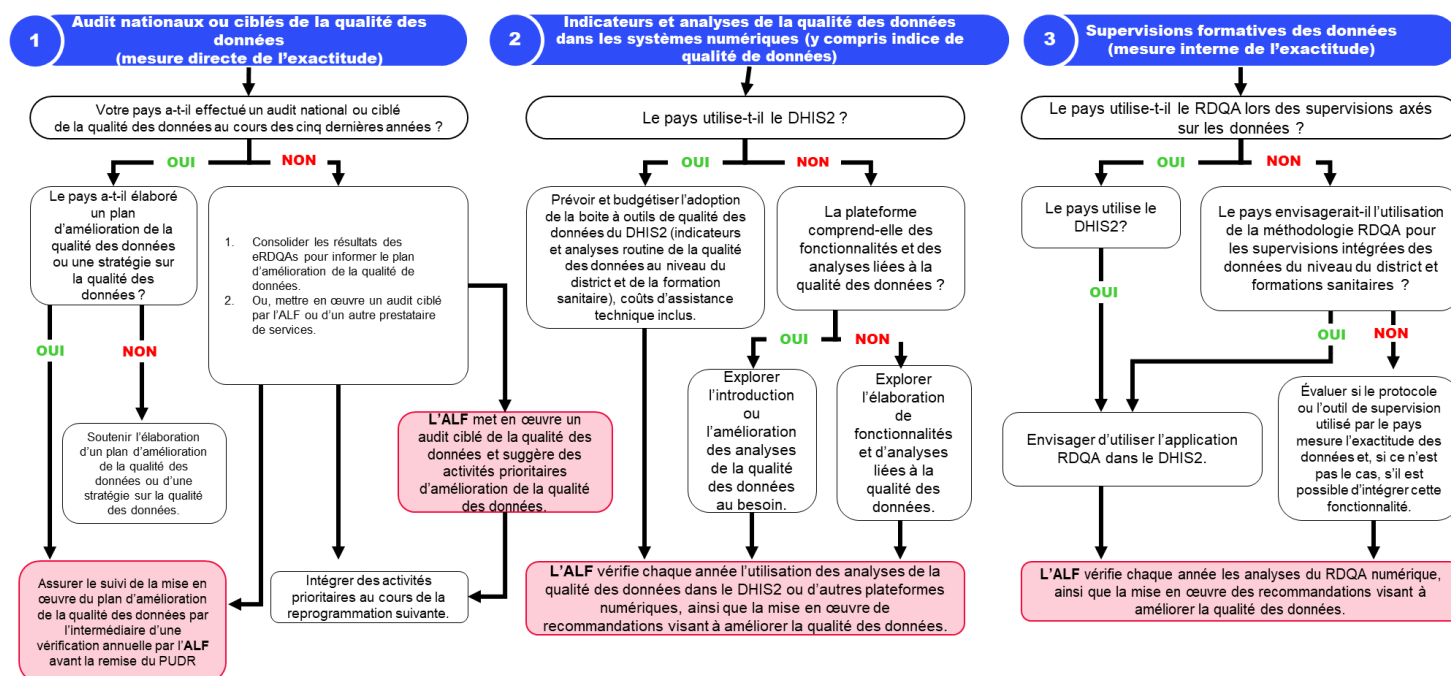 1
Audit nationaux ou ciblés de la qualité des
données
(mesure directe de l’exactitude)
Votre pays a-t-il effectué un audit national ou ciblé
de la qualité des données au cours des cinq dernières années ?
OUI
NON
Le pays a-t-il élaboré
un plan
d’amélioration de la
qualité des données
ou une stratégie sur
la qualité des
données ?
1. Consolider les résultats des
eRDQAs pour informer le plan
d’amélioration de la qualité de
données.
2. Ou, mettre en œuvre un audit ciblé
par l’ALF ou d’un autre prestataire
de services.
OUI
NON
Soutenir l’élaboration
d’un plan d’amélioration
de la qualité des
données ou d’une
stratégie sur la qualité
des données.
L’ALF met en œuvre un
audit ciblé de la qualité des
données et suggère des
activités prioritaires
d’amélioration de la qualité
des données.
Assurer le suivi de la mise en
œuvre du plan d’amélioration
de la qualité des données par
l’intermédiaire d’une
vérification annuelle par l’ALF
avant la remise du PUDR
Intégrer des activités
prioritaires au cours de la
reprogrammation suivante.
2
Indicateurs et analyses de la qualité des données
dans les systèmes numériques (y compris indice de
qualité de données)
Le pays utilise-t-il le DHIS2 ?
OUI
NON
Prévoir et budgétiser l’adoption
de la boite à outils de qualité des
données du DHIS2 (indicateurs
et analyses routine de la qualité
des données au niveau du
district et de la formation
sanitaire), coûts d’assistance
technique inclus.
La plateforme
comprend-elle des
fonctionnalités et des
analyses liées à la
qualité des données ?
OUI
NON
Explorer
l’introduction
ou
l’amélioration
des analyses
de la qualité
des données
au besoin.
Explorer
l’élaboration
de
fonctionnalités
et d’analyses
liées à la
qualité des
données.
L’ALF vérifie chaque année l’utilisation des analyses de la
qualité des données dans le DHIS2 ou d’autres plateformes
numériques, ainsi que la mise en œuvre de
recommandations visant à améliorer la qualité des données.
3
Supervisions formatives des données
(mesure interne de l’exactitude)
Le pays utilise-t-il le RDQA lors des supervisions axés
sur les données ?
OUI
NON
Le pays utilise le
DHIS2?
Le pays envisagerait-il l’utilisation
de la méthodologie RDQA pour
les supervisions intégrées des
données du niveau du district et
formations sanitaires ?
OUI
OUI
NON
Envisager d’utiliser l’application
RDQA dans le DHIS2.
Évaluer si le protocole
ou l’outil de supervision
utilisé par le pays
mesure l’exactitude des
données et, si ce n’est
pas le cas, s’il est
possible d’intégrer cette
fonctionnalité.
L’ALF vérifie chaque année les analyses du RDQA numérique,
ainsi que la mise en œuvre des recommandations visant à
améliorer la qualité des données.